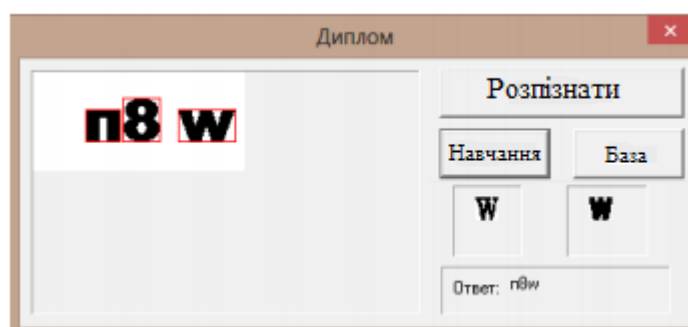 Диплом
п8 w
Розпізнати
Навчання База
W w
Ответ: п8w